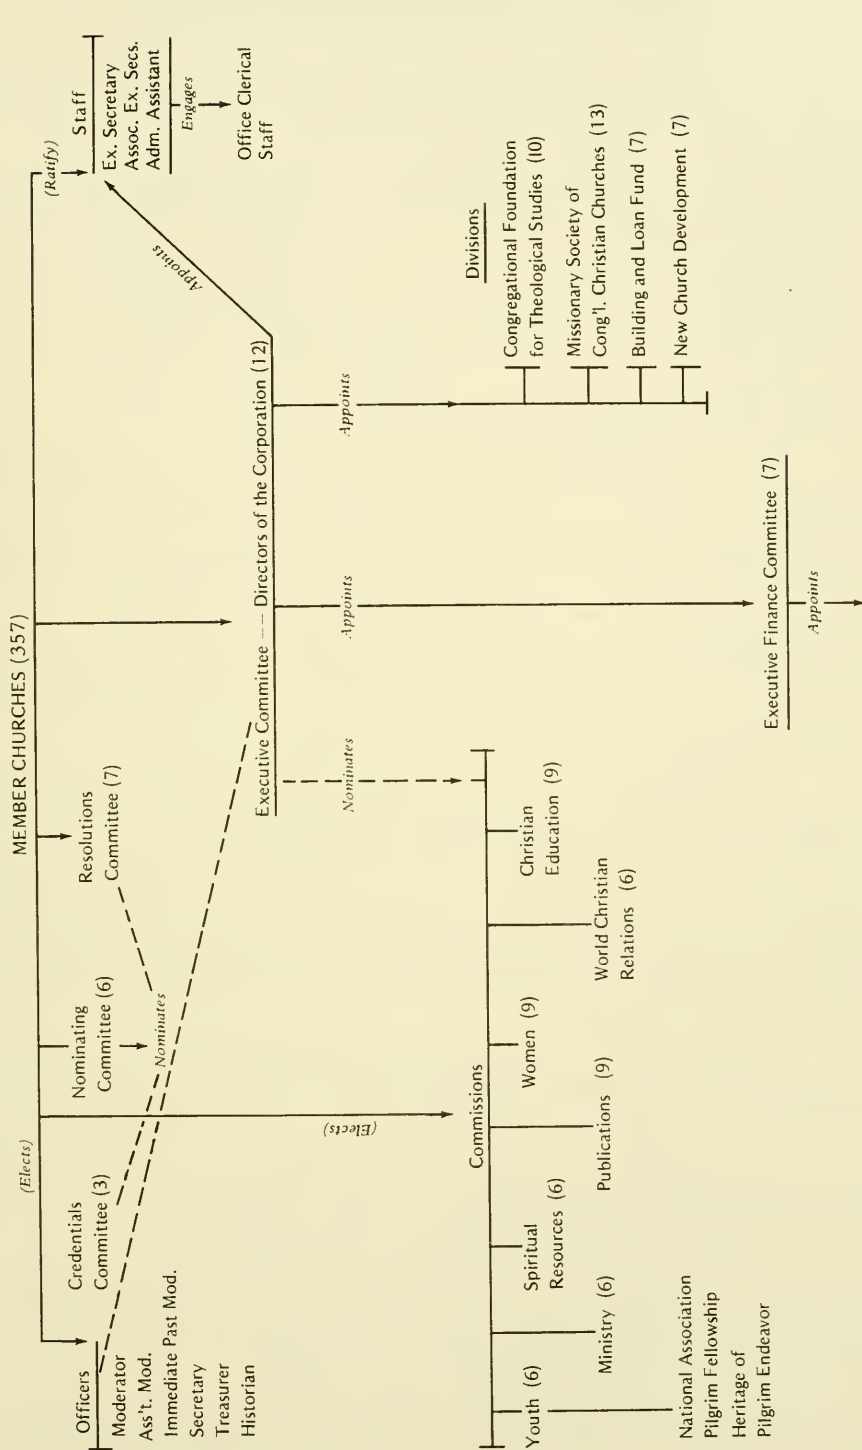 MEMBER CHURCHES (357)
(Elects)
(Ratify)
Officers
Moderator
Ass't. Mod.
Immediate Past Mod.
Secretary
Treasurer
Historian
Credentials
Committee (3)
Nominating
Committee (6)
Nominates
Resolutions
Committee (7)
Staff
Ex. Secretary
Assoc. Ex. Secs.
Adm. Assistant
Engages
Office Clerical
Staff
Appoints
Executive Committee -- Directors of the Corporation (12)
(Elects)
Nominates
Appoints
Appoints
Commissions
Youth (6)
National Association
Pilgrim Fellowship
Heritage of
Pilgrim Endeavor
Ministry (6)
Spiritual
Resources (6)
Publications (9)
Women (9)
World Christian
Relations (6)
Christian
Education (9)
Divisions
Congregational Foundation
for Theological Studies (10)
Missionary Society of
Cong'l. Christian Churches (13)
Building and Loan Fund (7)
New Church Development (7)
Executive Finance Committee (7)
Appoints